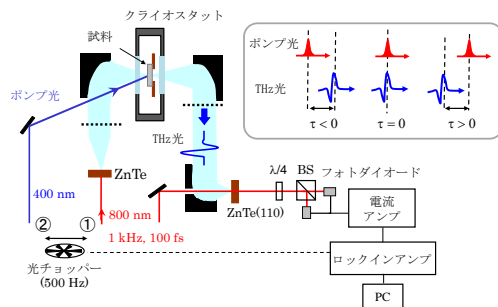 クライオスタット
試料
ポンプ光
THz光
ZnTe
400 nm
②
①
800 nm
1 kHz, 100 fs
光チョッパー
(500 Hz)
ZnTe(110)
λ/4
BS
フォトダイオード
電流
アンプ
ロックインアンプ
PC
ポンプ光
THz光
τ < 0
τ = 0
τ > 0